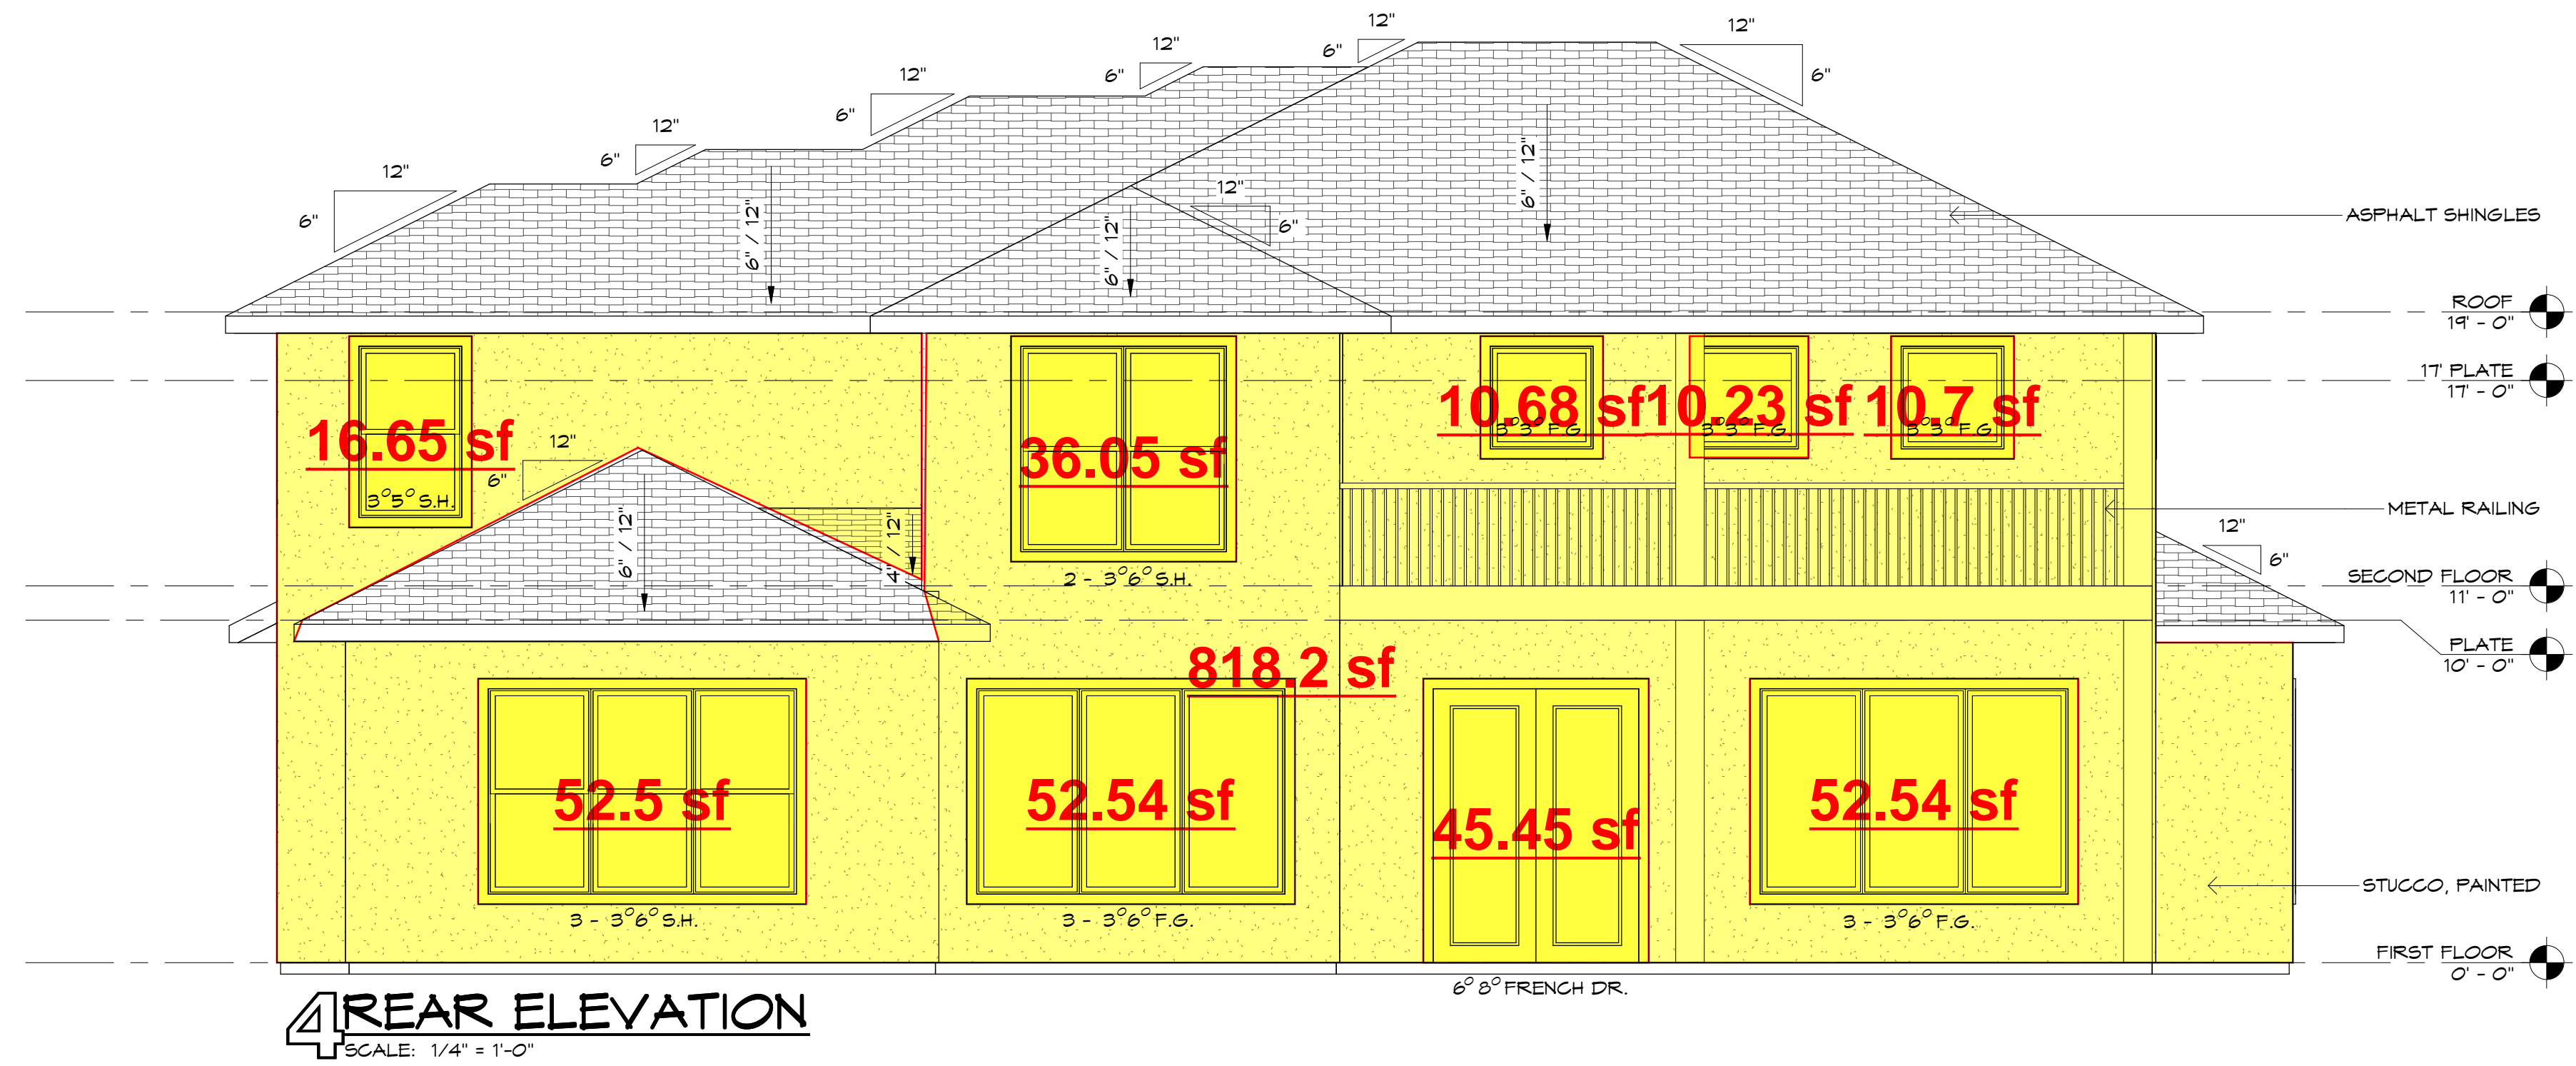 12"
6"
12"
6"
12"
6"
12"
6"
12"
6"
12"
6"
6" / 12"
6" / 12"
12"
6"
6" / 12"
ASPHALT SHINGLES
ROOF
19' - 0"
17' PLATE
17' - 0"
16.65 sf
3⁰5⁰ S.H.
12"
6"
6" / 12"
4" / 12"
36.05 sf
2 - 3⁰6⁰ S.H.
10.68 sf
3⁰3⁰ F.G.
10.23 sf
3⁰3⁰ F.G.
10.7 sf
3⁰3⁰ F.G.
METAL RAILING
12"
6"
SECOND FLOOR
11' - 0"
PLATE
10' - 0"
818.2 sf
52.5 sf
3 - 3⁰6⁰ S.H.
52.54 sf
3 - 3⁰6⁰ F.G.
45.45 sf
6⁰8⁰ FRENCH DR.
52.54 sf
3 - 3⁰6⁰ F.G.
STUCCO, PAINTED
FIRST FLOOR
0' - 0"
4 REAR ELEVATION
SCALE: 1/4" = 1'-0"